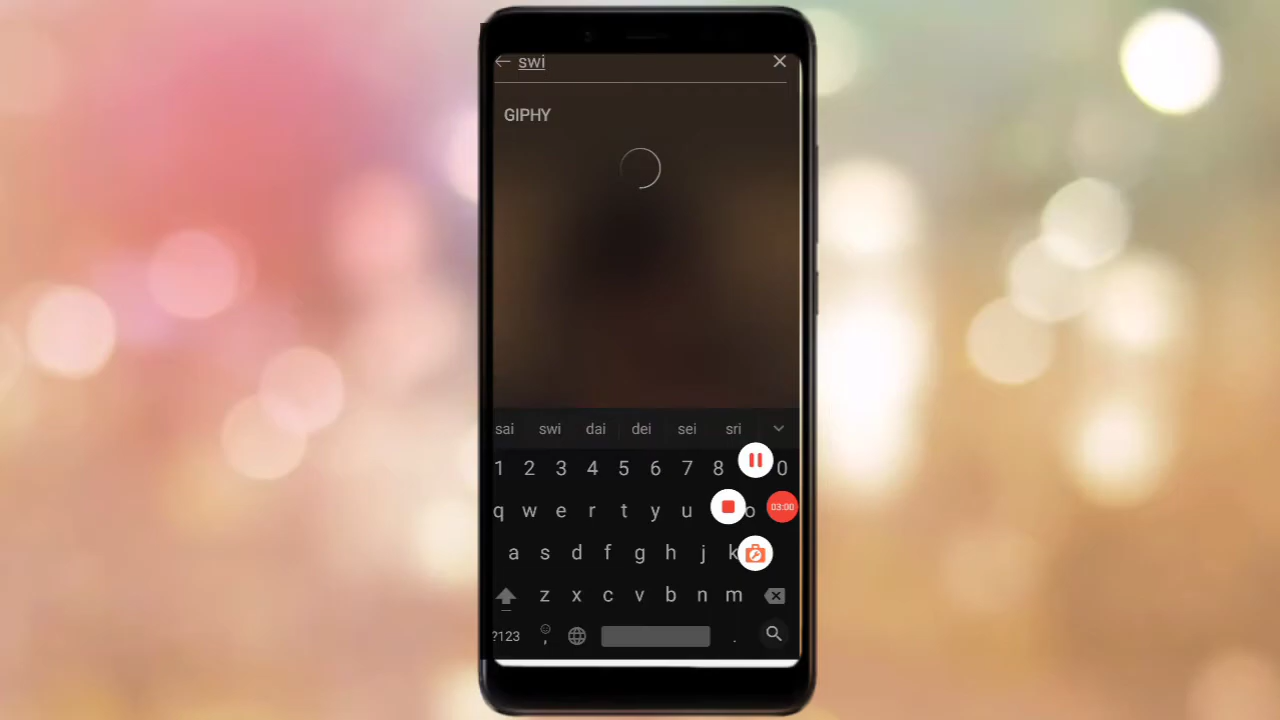 swi
GIPHY
sai swi dai dei sei sri
1 2 3 4 5 6 7 8 0
q w e r t y u o
03:00
a s d f g h j k
z x c v b n m
?123 , .